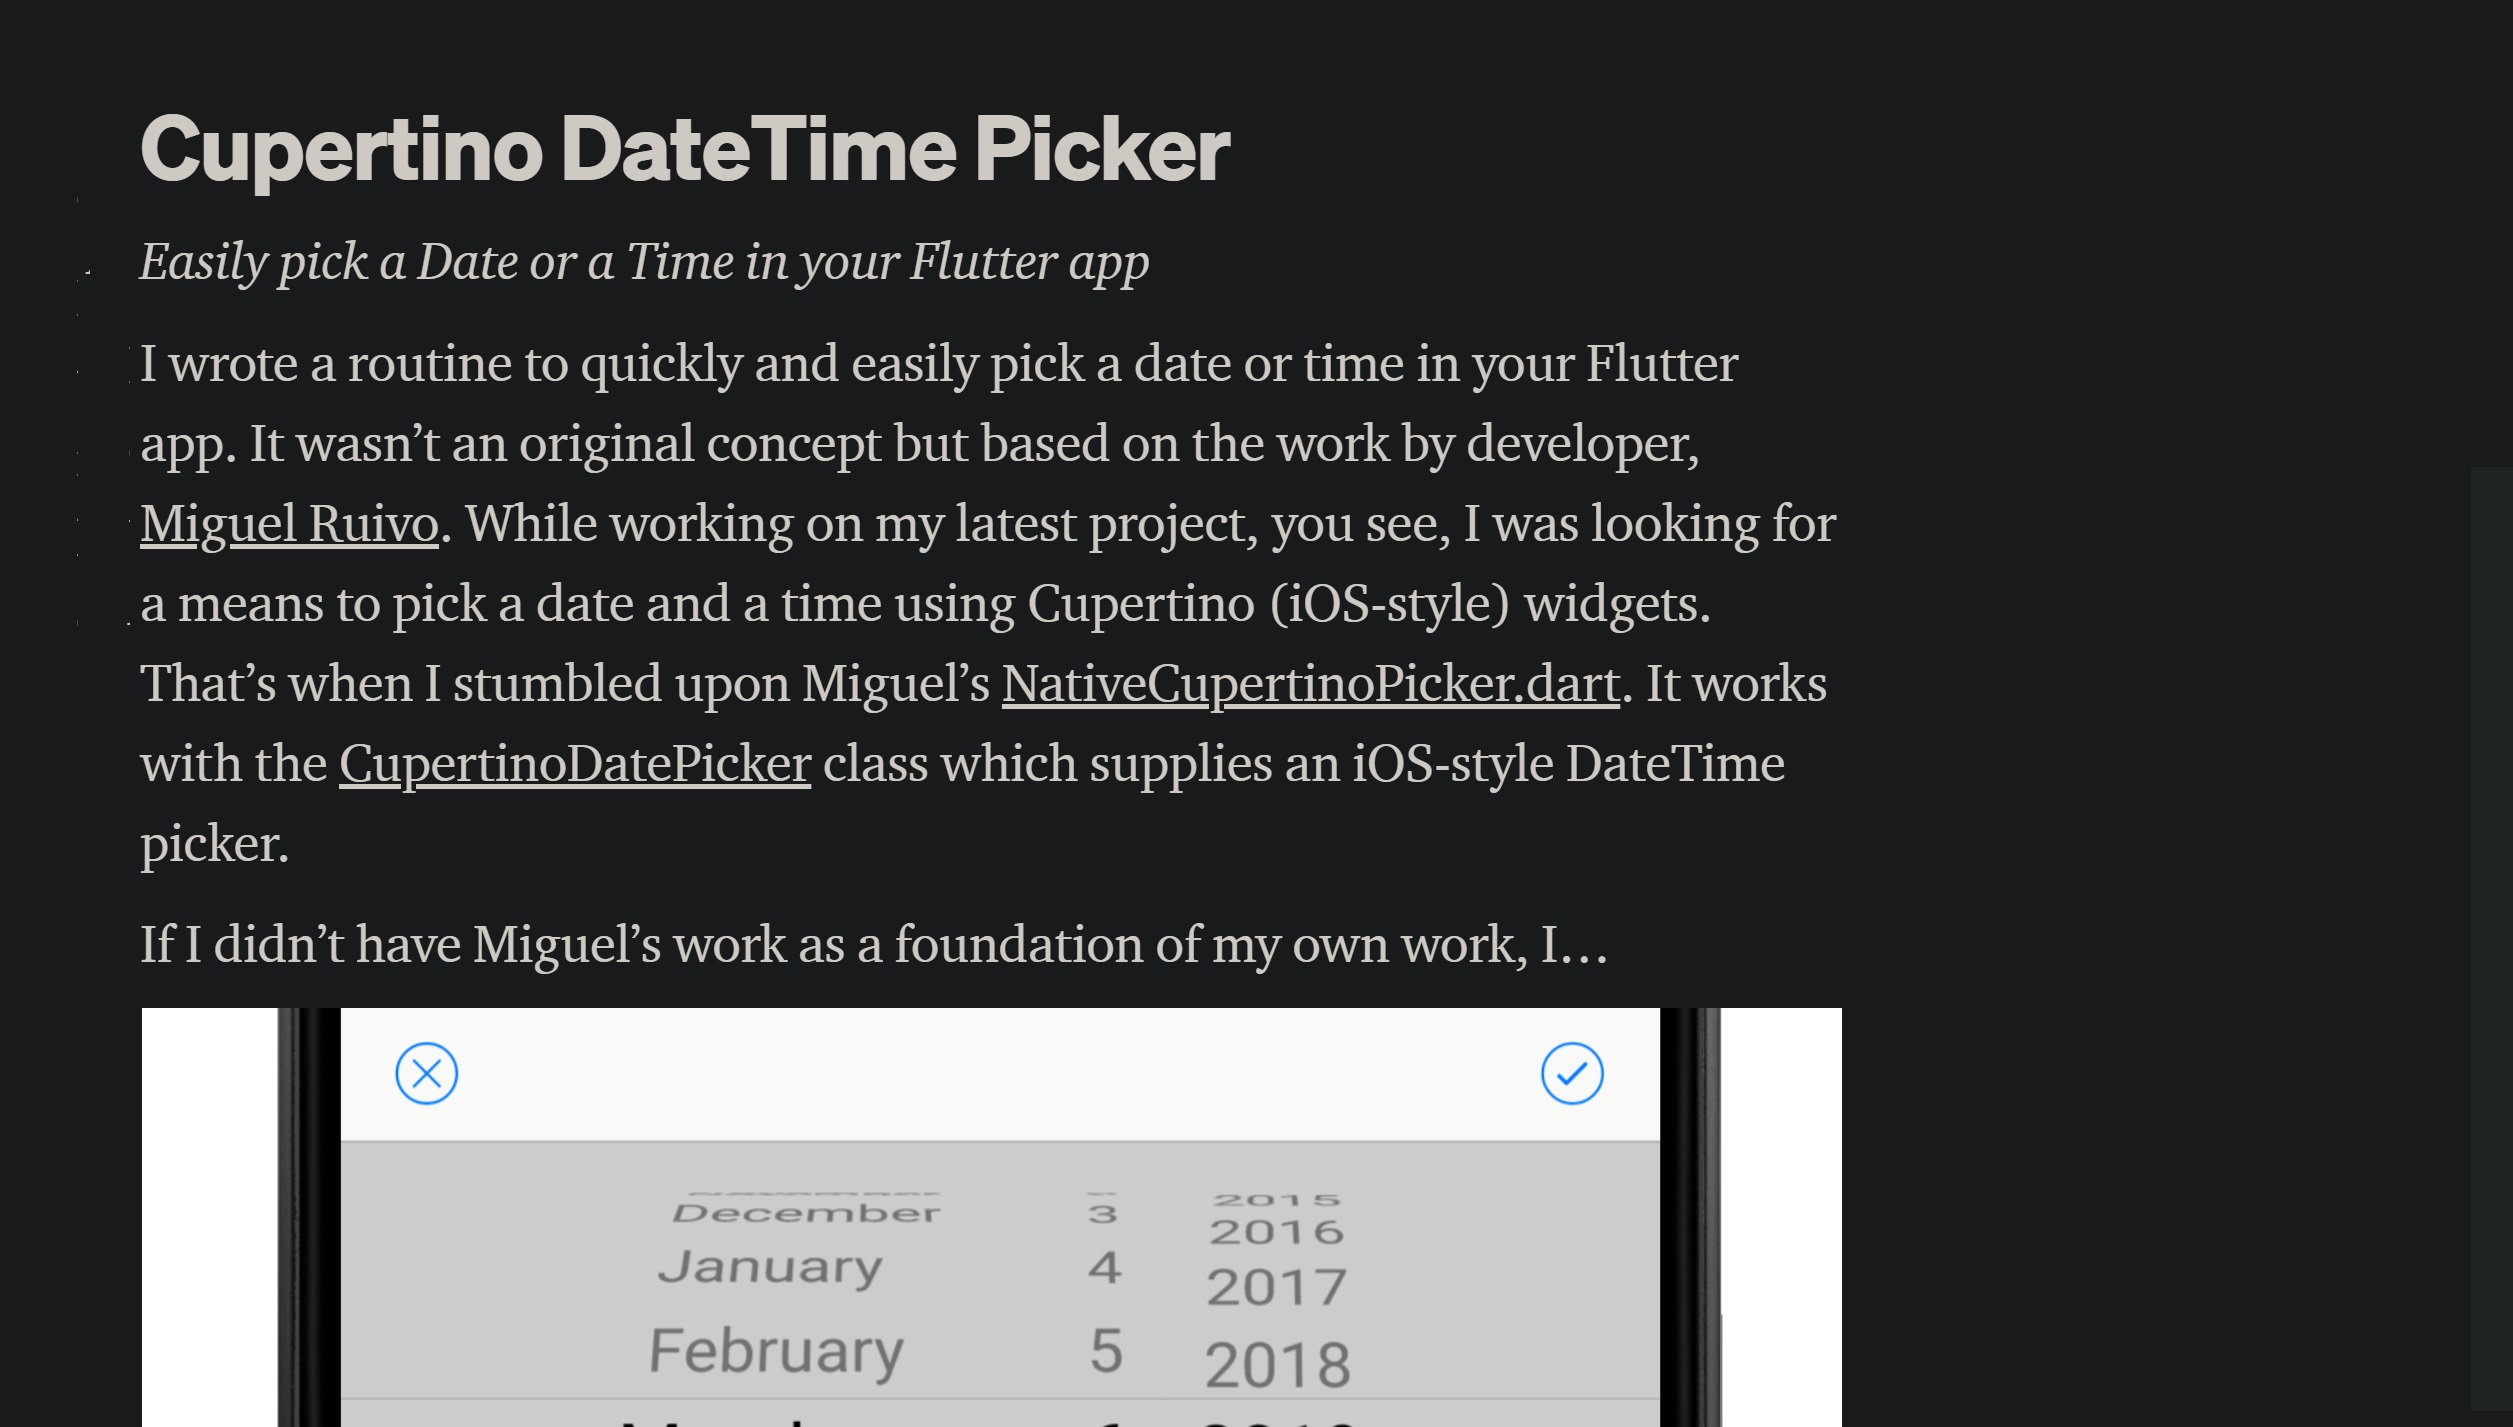 Cupertino DateTime Picker
Easily pick a Date or a Time in your Flutter app
I wrote a routine to quickly and easily pick a date or time in your Flutter
app. It wasn’t an original concept but based on the work by developer,
Miguel Ruivo. While working on my latest project, you see, I was looking for
a means to pick a date and a time using Cupertino (iOS-style) widgets.
That’s when I stumbled upon Miguel’s NativeCupertinoPicker.dart. It works
with the CupertinoDatePicker class which supplies an iOS-style DateTime
picker.
If I didn’t have Miguel’s work as a foundation of my own work, I…
December 3 2015
2016
January 4 2017
February 5 2018